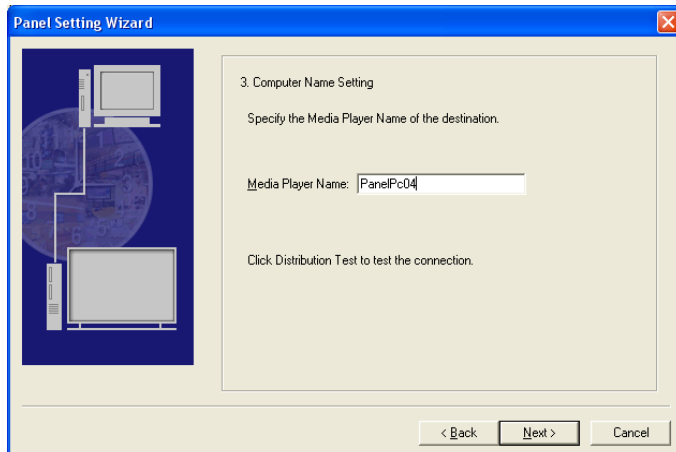 Panel Setting Wizard
3. Computer Name Setting
Specify the Media Player Name of the destination.
Media Player Name: PanelPc04
Click Distribution Test to test the connection.
< Back Next > Cancel